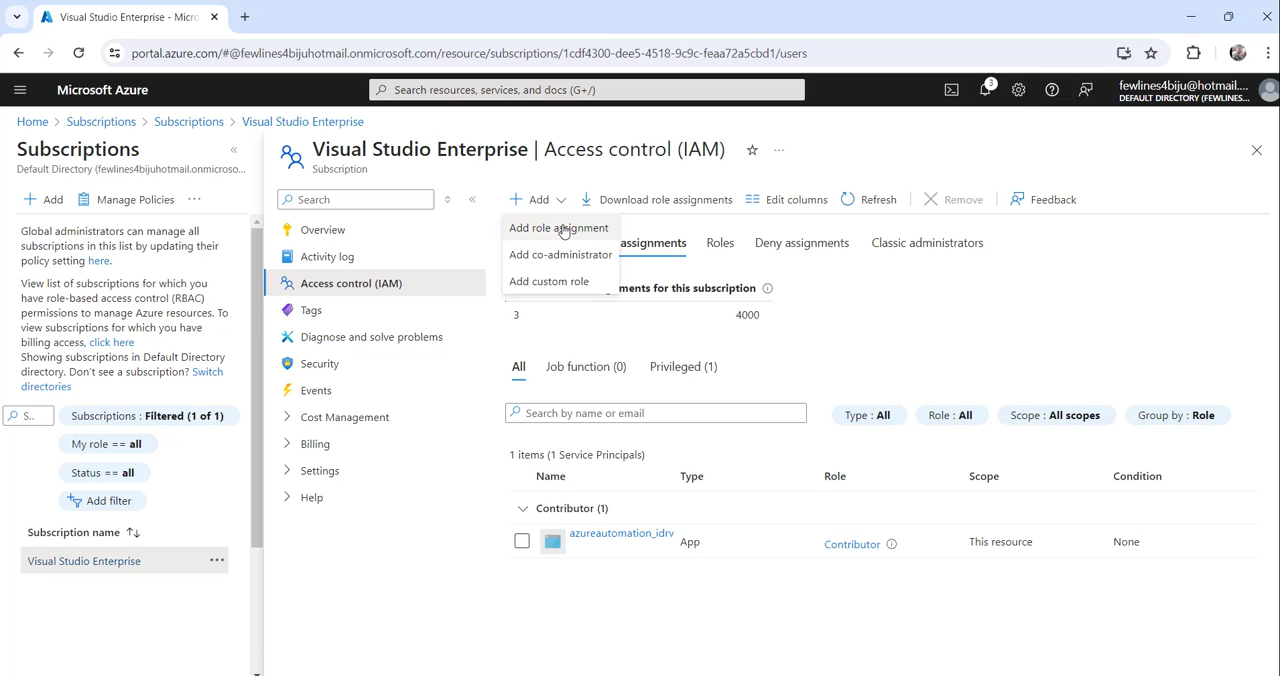 Visual Studio Enterprise - Micro
portal.azure.com/#@fewlines4bijuhotmail.onmicrosoft.com/resource/subscriptions/1cdf4300-dee5-4518-9c9c-feaa72a5cbd1/users
Microsoft Azure
Search resources, services, and docs (G+/)
3
fewlines4biju@hotmail....
DEFAULT DIRECTORY (FEWLINES...
Home > Subscriptions > Subscriptions > Visual Studio Enterprise
Subscriptions
Default Directory (fewlines4bijuhotmail.onmicroso...
Add Manage Policies ...
Global administrators can manage all
subscriptions in this list by updating their
policy setting here.
View list of subscriptions for which you
have role-based access control (RBAC)
permissions to manage Azure resources. To
view subscriptions for which you have
billing access, click here
Showing subscriptions in Default Directory
directory. Don't see a subscription? Switch
directories
S..
Subscriptions : Filtered (1 of 1)
My role == all
Status == all
Add filter
Subscription name
Visual Studio Enterprise ...
Visual Studio Enterprise | Access control (IAM) ...
Subscription
Search
Overview
Activity log
Access control (IAM)
Tags
Diagnose and solve problems
Security
Events
Cost Management
Billing
Settings
Help
Add Download role assignments Edit columns Refresh Remove Feedback
Add role assignment
Add co-administrator
Add custom role
assignments Roles Deny assignments Classic administrators
ments for this subscription
3 4000
All Job function (0) Privileged (1)
Search by name or email
Type : All
Role : All
Scope : All scopes
Group by : Role
1 items (1 Service Principals)
Name Type Role Scope Condition
Contributor (1)
azureautomation_idrv App Contributor This resource None